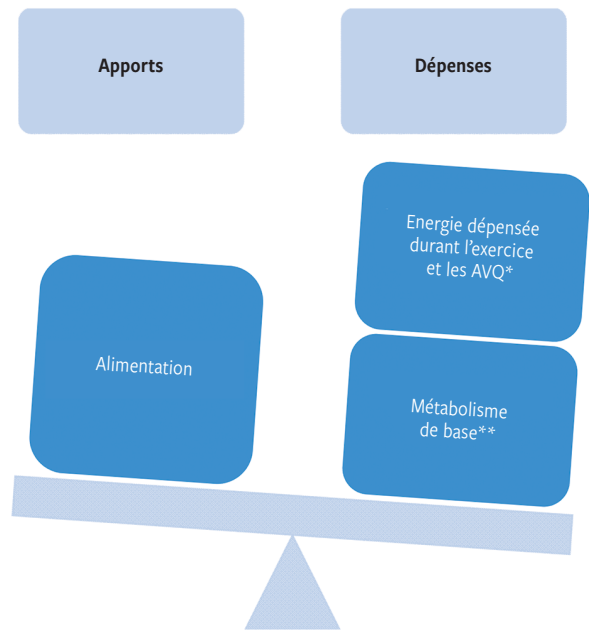 Apports
Dépenses
Energie dépensée
durant l'exercice
et les AVQ*
Alimentation
Métabolisme
de base**